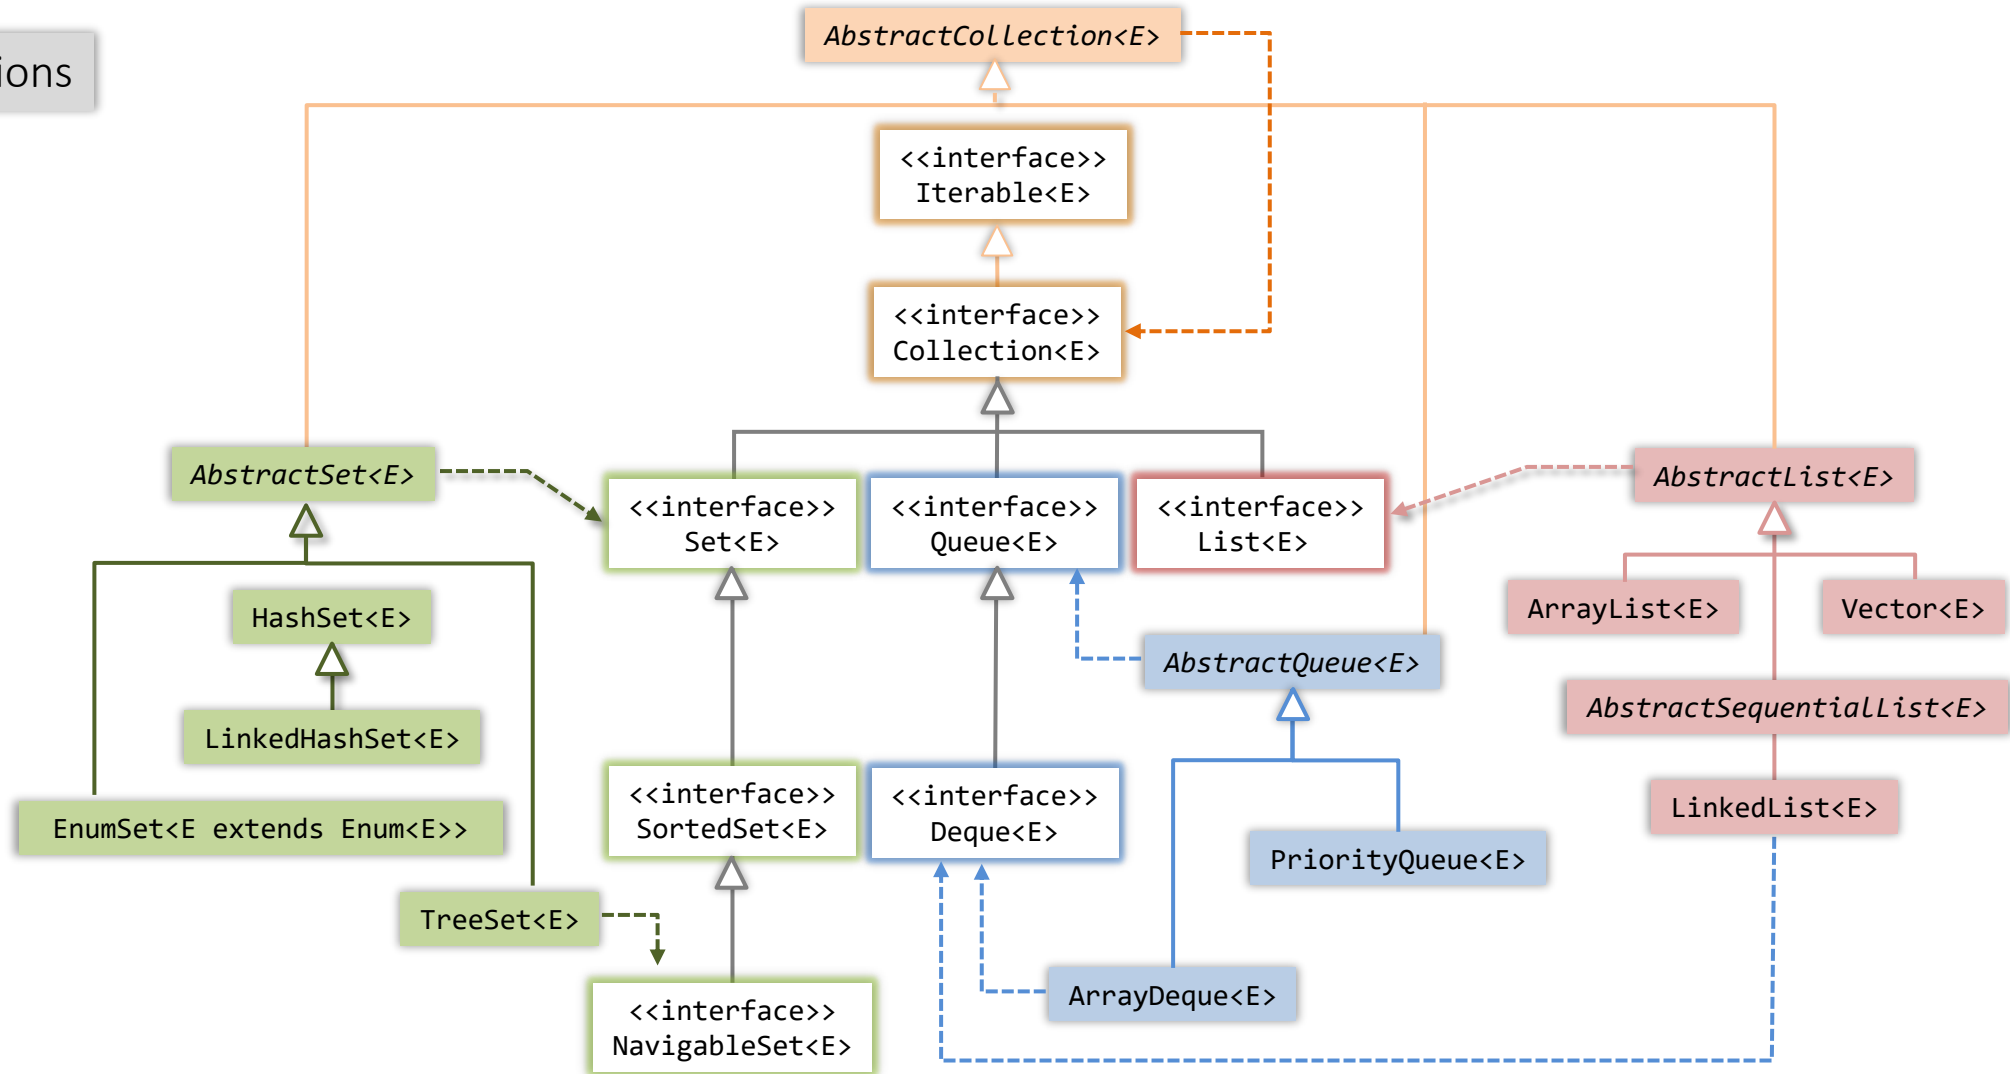 AbstractCollection<E>
ions
<<interface>>
Iterable<E>
<<interface>>
Collection<E>
AbstractSet<E>
<<interface>>
Set<E>
<<interface>>
Queue<E>
<<interface>>
List<E>
AbstractList<E>
HashSet<E>
ArrayList<E>
Vector<E>
AbstractQueue<E>
LinkedHashSet<E>
AbstractSequentialList<E>
EnumSet<E extends Enum<E>>
<<interface>>
SortedSet<E>
<<interface>>
Deque<E>
LinkedList<E>
PriorityQueue<E>
TreeSet<E>
ArrayDeque<E>
<<interface>>
NavigableSet<E>